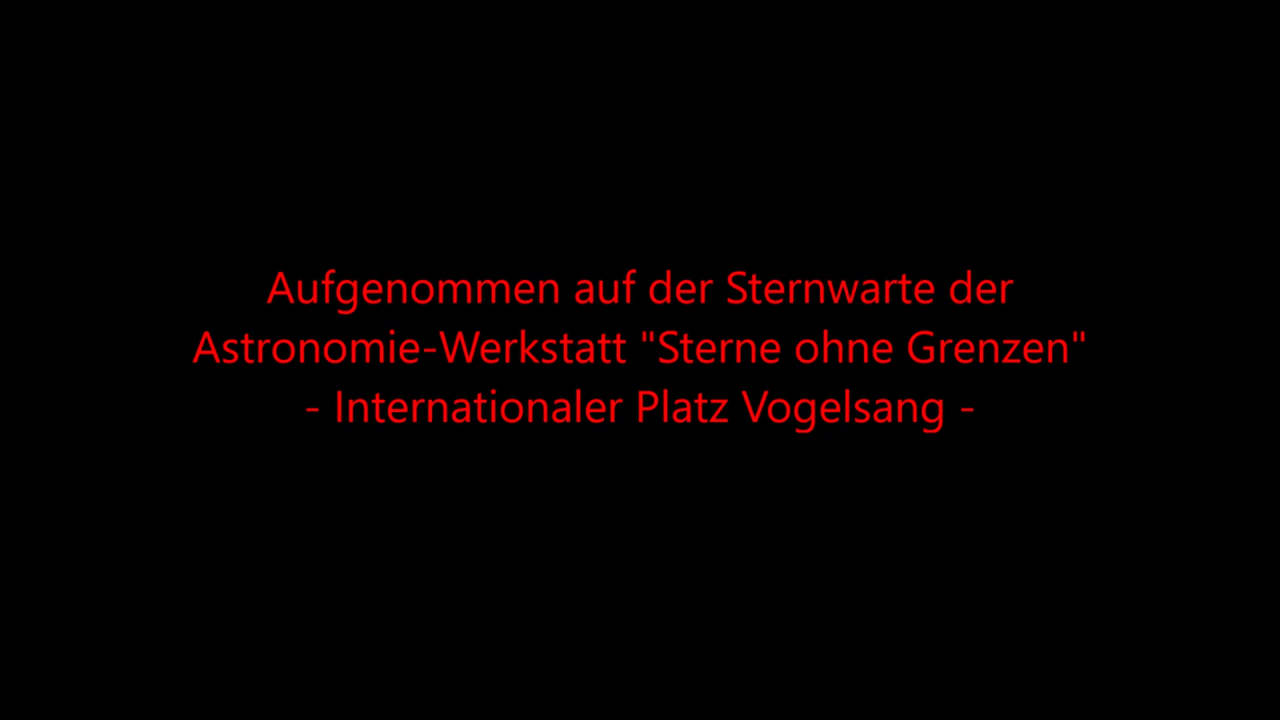 Aufgenommen auf der Sternwarte der
Astronomie-Werkstatt "Sterne ohne Grenzen"
- Internationaler Platz Vogelsang -